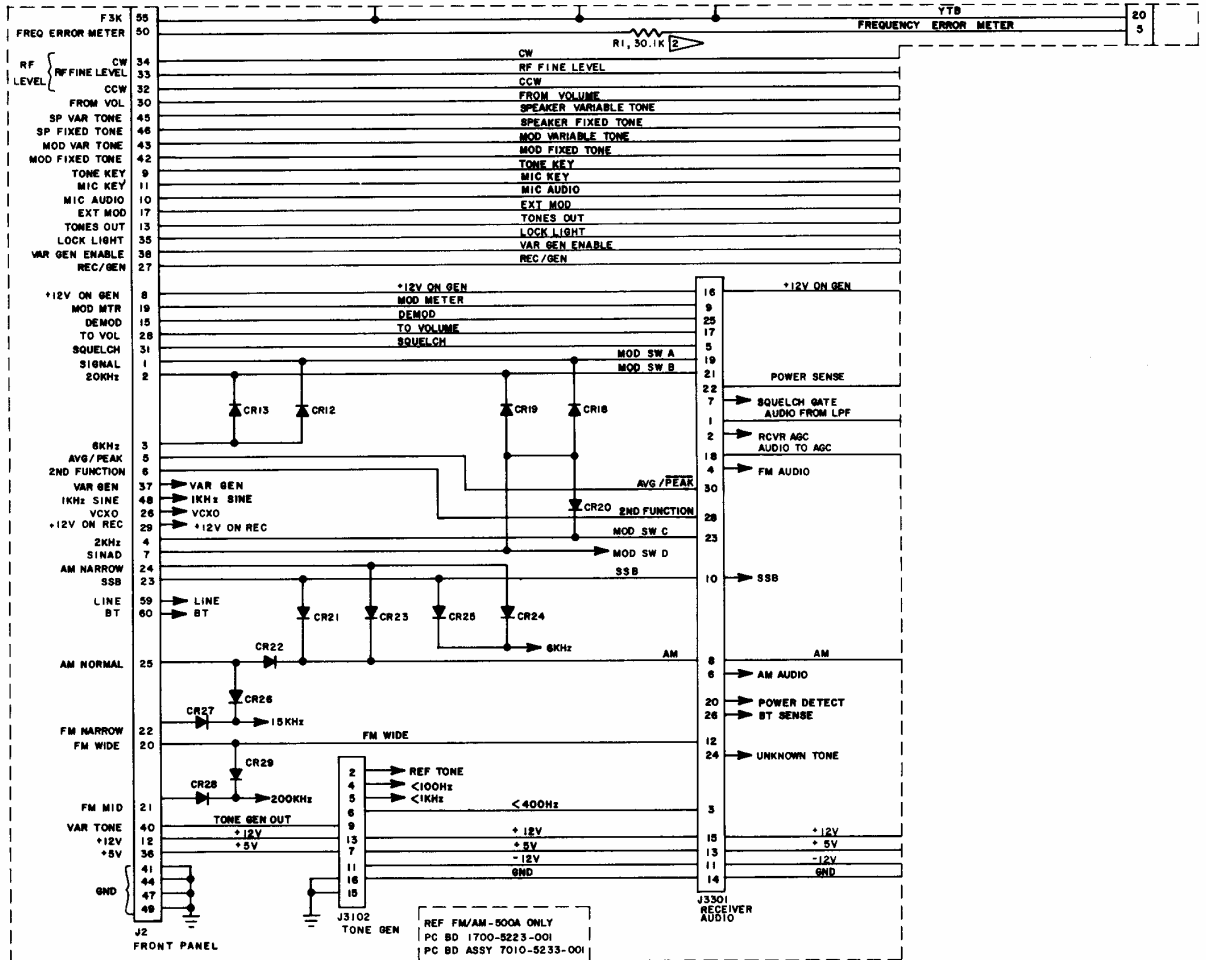 F3K 55 YTB 20
FREQ ERROR METER 50 FREQUENCY ERROR METER 5
R1, 30.1K 2
RF LEVEL
CW 34 CW
RF FINE LEVEL 33 RF FINE LEVEL
CCW 32 CCW
FROM VOL 30 FROM VOLUME
SP VAR TONE 45 SPEAKER VARIABLE TONE
SP FIXED TONE 46 SPEAKER FIXED TONE
MOD VAR TONE 43 MOD VARIABLE TONE
MOD FIXED TONE 42 MOD FIXED TONE
TONE KEY 9 TONE KEY
MIC KEY 11 MIC KEY
MIC AUDIO 10 MIC AUDIO
EXT MOD 17 EXT MOD
TONES OUT 13 TONES OUT
LOCK LIGHT 35 LOCK LIGHT
VAR GEN ENABLE 38 VAR GEN ENABLE
REC/GEN 27 REC/GEN
+12V ON GEN 8 +12V ON GEN 16 +12V ON GEN
MOD MTR 19 MOD METER 9
DEMOD 15 DEMOD 25
TO VOL 28 TO VOLUME 17
SQUELCH 31 SQUELCH 5
SIGNAL 1 MOD SW A 19
20KHz 2 MOD SW B 21
POWER SENSE
22
7 SQUELCH GATE
CR13 CR12 CR19 CR18
AUDIO FROM LPF
1
2 RCVR AGC
AUDIO TO AGC
6KHz 3 18
AVG/PEAK 5 4 FM AUDIO
2ND FUNCTION 6
VAR GEN 37 VAR GEN AVG/PEAK 30
1KHz SINE 48 1KHz SINE
VCXO 26 VCXO CR20 2ND FUNCTION 28
+12V ON REC 29 +12V ON REC
2KHz 4 MOD SW C 23
SINAD 7 MOD SW D
AM NARROW 24
SSB 23 SSB 10 SSB
LINE 59 LINE
BT 60 BT
CR21 CR23 CR25 CR24
CR22 6KHz
AM NORMAL 25 AM 8 AM
6 AM AUDIO
CR26
CR27 20 POWER DETECT
15KHz 26 BT SENSE
FM NARROW 22
FM WIDE 20 FM WIDE 12
24 UNKNOWN TONE
CR29
2 REF TONE
CR28 4 <100Hz
200KHz 5 <1KHz
FM MID 21 6 <400Hz 3
VAR TONE 40 TONE GEN OUT 9
+12V 12 +12V 13 +12V 15 +12V
+5V 36 +5V 7 +5V 13 +5V
41 11 -12V 11 -12V
GND 44 16 GND 14 GND
47 15
49
J2
FRONT PANEL
J3102
TONE GEN
J3301
RECEIVER
AUDIO
REF FM/AM-500A ONLY
PC BD 1700-5223-001
PC BD ASSY 7010-5233-001